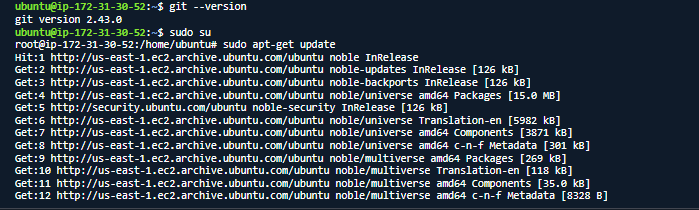 ubuntu@ip-172-31-30-52:~$ git --version
git version 2.43.0
ubuntu@ip-172-31-30-52:~$ sudo su
root@ip-172-31-30-52:/home/ubuntu# sudo apt-get update
Hit:1 http://us-east-1.ec2.archive.ubuntu.com/ubuntu noble InRelease
Get:2 http://us-east-1.ec2.archive.ubuntu.com/ubuntu noble-updates InRelease [126 kB]
Get:3 http://us-east-1.ec2.archive.ubuntu.com/ubuntu noble-backports InRelease [126 kB]
Get:4 http://us-east-1.ec2.archive.ubuntu.com/ubuntu noble/universe amd64 Packages [15.0 MB]
Get:5 http://security.ubuntu.com/ubuntu noble-security InRelease [126 kB]
Get:6 http://us-east-1.ec2.archive.ubuntu.com/ubuntu noble/universe Translation-en [5982 kB]
Get:7 http://us-east-1.ec2.archive.ubuntu.com/ubuntu noble/universe amd64 Components [3871 kB]
Get:8 http://us-east-1.ec2.archive.ubuntu.com/ubuntu noble/universe amd64 c-n-f Metadata [301 kB]
Get:9 http://us-east-1.ec2.archive.ubuntu.com/ubuntu noble/multiverse amd64 Packages [269 kB]
Get:10 http://us-east-1.ec2.archive.ubuntu.com/ubuntu noble/multiverse Translation-en [118 kB]
Get:11 http://us-east-1.ec2.archive.ubuntu.com/ubuntu noble/multiverse amd64 Components [35.0 kB]
Get:12 http://us-east-1.ec2.archive.ubuntu.com/ubuntu noble/multiverse amd64 c-n-f Metadata [8328 B]